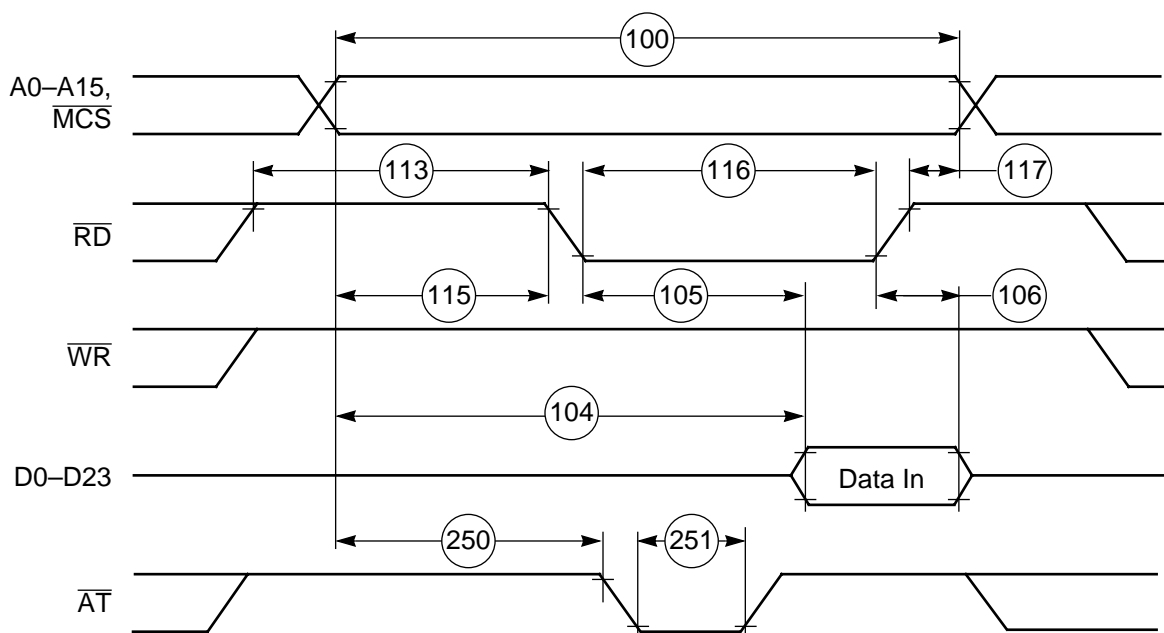 100
A0–A15,
MCS
113
116
117
RD
115
105
106
WR
104
D0–D23
Data In
250
251
AT